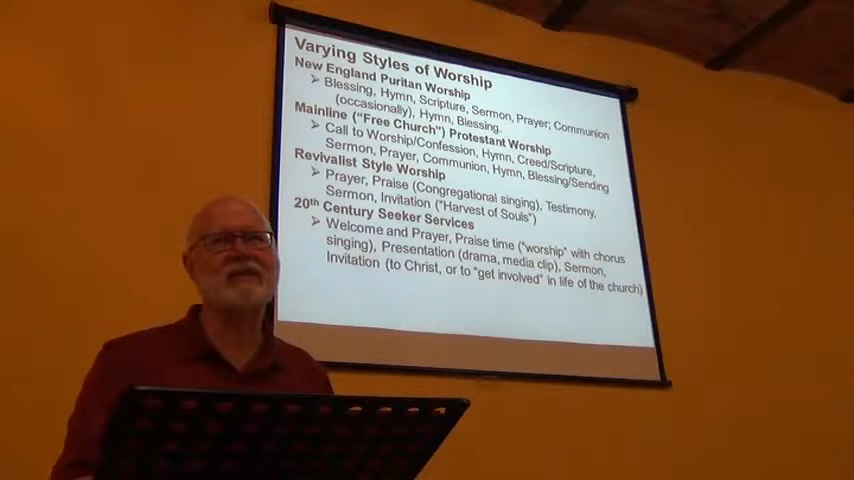 Varying Styles of Worship
New England Puritan Worship
➢ Blessing, Hymn, Scripture, Sermon, Prayer; Communion
(occasionally), Hymn, Blessing.
Mainline ("Free Church") Protestant Worship
➢ Call to Worship/Confession, Hymn, Creed/Scripture,
Sermon, Prayer, Communion, Hymn, Blessing/Sending
Revivalist Style Worship
➢ Prayer, Praise (Congregational singing), Testimony,
Sermon, Invitation ("Harvest of Souls")
20th Century Seeker Services
➢ Welcome and Prayer, Praise time ("worship" with chorus
singing), Presentation (drama, media clip), Sermon,
Invitation (to Christ, or to "get involved" in life of the church)